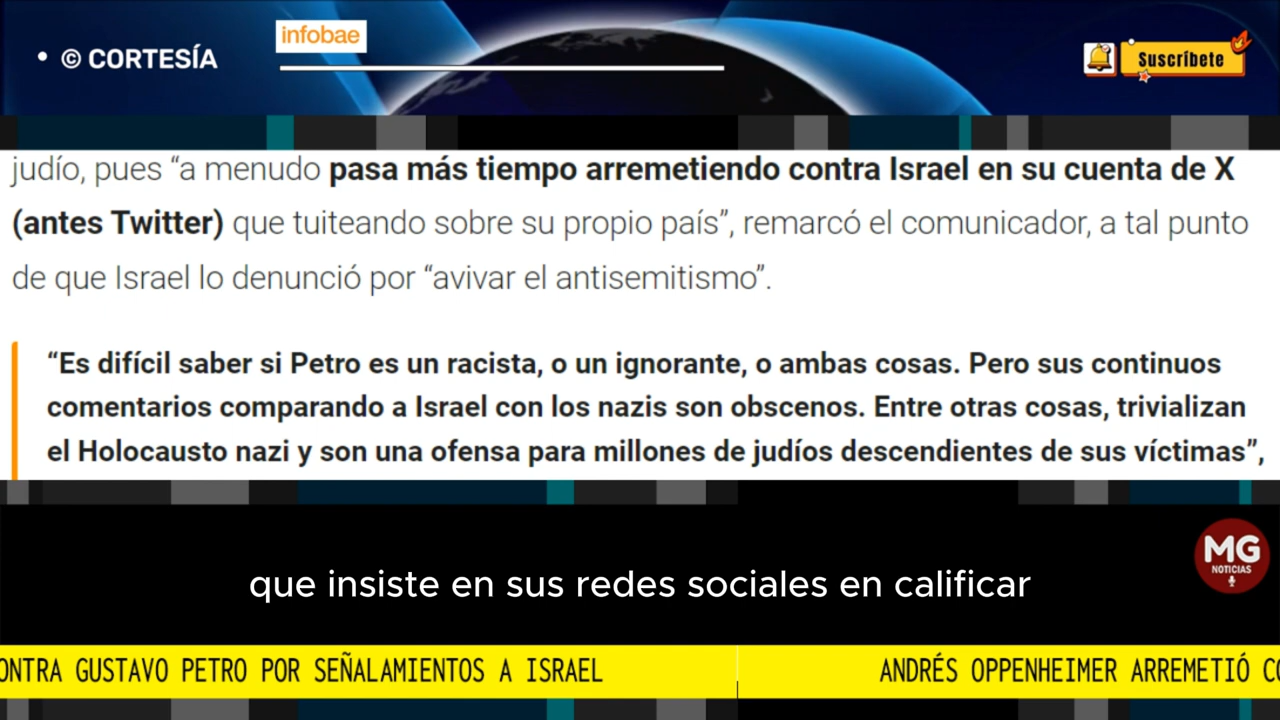 infobae
• © CORTESÍA
Suscríbete
judío, pues “a menudo pasa más tiempo arremetiendo contra Israel en su cuenta de X
(antes Twitter) que tuiteando sobre su propio país”, remarcó el comunicador, a tal punto
de que Israel lo denunció por “avivar el antisemitismo”.
“Es difícil saber si Petro es un racista, o un ignorante, o ambas cosas. Pero sus continuos
comentarios comparando a Israel con los nazis son obscenos. Entre otras cosas, trivializan
el Holocausto nazi y son una ofensa para millones de judíos descendientes de sus víctimas”,
MG
NOTICIAS
que insiste en sus redes sociales en calificar
ONTRA GUSTAVO PETRO POR SEÑALAMIENTOS A ISRAEL
ANDRÉS OPPENHEIMER ARREMETIÓ CO